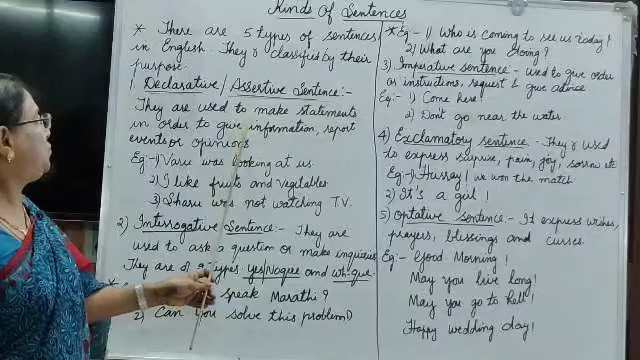 Kinds Of Sentences
* There are 5 types of sentences
in English. They r classified by their
purpose.
1. Declarative/Assertive Sentence:-
They are used to make statements
in order to give information, report
events or opinions
Eg:-1) Varu was looking at us
2) I like fruits and vegitables
3) Sharu was not watching T.V.
2) Interrogative Sentence:- They are
used to ask a question or make inquiries
They are of 2 types yes/No que and wh-que.
speak Marathi?
2) Can you solve this problem?
*Eg:- 1) Who is coming to see us today?
2) What are you doing?
3) Imperative sentence:- used to give order
or instructions, request & give advice
Eg:- 1) Come here.
2) Don't go near the water.
4) Exclamatory sentence:- They r used
to express suprise, pain, joy, sorrow etc
Eg:-1) Hurray! we won the match
2) It's a girl!
5) Optative sentence:- It express wishes,
prayers, blessings and curses.
Eg:- Good Morning!
May you live long!
May you go to hell!
Happy wedding day!